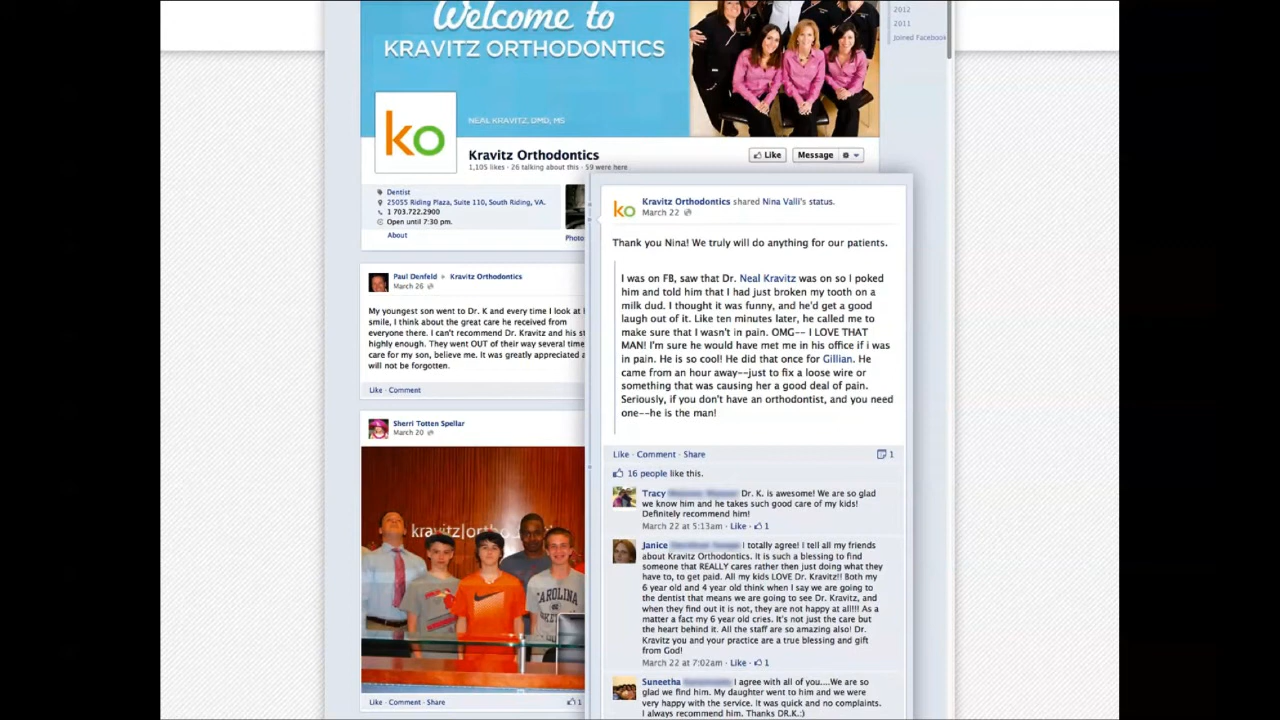 Welcome to
KRAVITZ ORTHODONTICS
NEAL KRAVITZ, DMD, MS
2012
2011
Joined Facebook
ko
Kravitz Orthodontics
1,105 likes · 26 talking about this · 59 were here
Like
Message
Dentist
25055 Riding Plaza, Suite 110, South Riding, VA.
1 703.722.2900
Open until 7:30 pm.
About
Photo
Paul Denfeld ▸ Kravitz Orthodontics
March 26
My youngest son went to Dr. K and every time I look at
smile, I think about the great care he received from
everyone there. I can't recommend Dr. Kravitz and his st
highly enough. They went OUT of their way several time
care for my son, believe me. It was greatly appreciated a
will not be forgotten.
Like · Comment
Sherri Totten Spellar
March 20
kravitz|ortho
CAROLINA
Like · Comment · Share
1
ko
Kravitz Orthodontics shared Nina Valli's status.
March 22
Thank you Nina! We truly will do anything for our patients.
I was on FB, saw that Dr. Neal Kravitz was on so I poked
him and told him that I had just broken my tooth on a
milk dud. I thought it was funny, and he'd get a good
laugh out of it. Like ten minutes later, he called me to
make sure that I wasn't in pain. OMG-- I LOVE THAT
MAN! I'm sure he would have met me in his office if i was
in pain. He is so cool! He did that once for Gillian. He
came from an hour away--just to fix a loose wire or
something that was causing her a good deal of pain.
Seriously, if you don't have an orthodontist, and you need
one--he is the man!
Like · Comment · Share
1
16 people like this.
Tracy Dr. K. is awesome! We are so glad
we know him and he takes such good care of my kids!
Definitely recommend him!
March 22 at 5:13am · Like · 1
Janice I totally agree! I tell all my friends
about Kravitz Orthodontics. It is such a blessing to find
someone that REALLY cares rather then just doing what they
have to, to get paid. All my kids LOVE Dr. Kravitz!! Both my
6 year old and 4 year old think when I say we are going to
the dentist that means we are going to see Dr. Kravitz, and
when they find out it is not, they are not happy at all!!! As a
matter a fact my 6 year old cries. It's not just the care but
the heart behind it. All the staff are so amazing also! Dr.
Kravitz you and your practice are a true blessing and gift
from God!
March 22 at 7:02am · Like · 1
Suneetha I agree with all of you....We are so
glad we find him. My daughter went to him and we were
very happy with the service. It was quick and no complaints.
I always recommend him. Thanks DR.K.:)